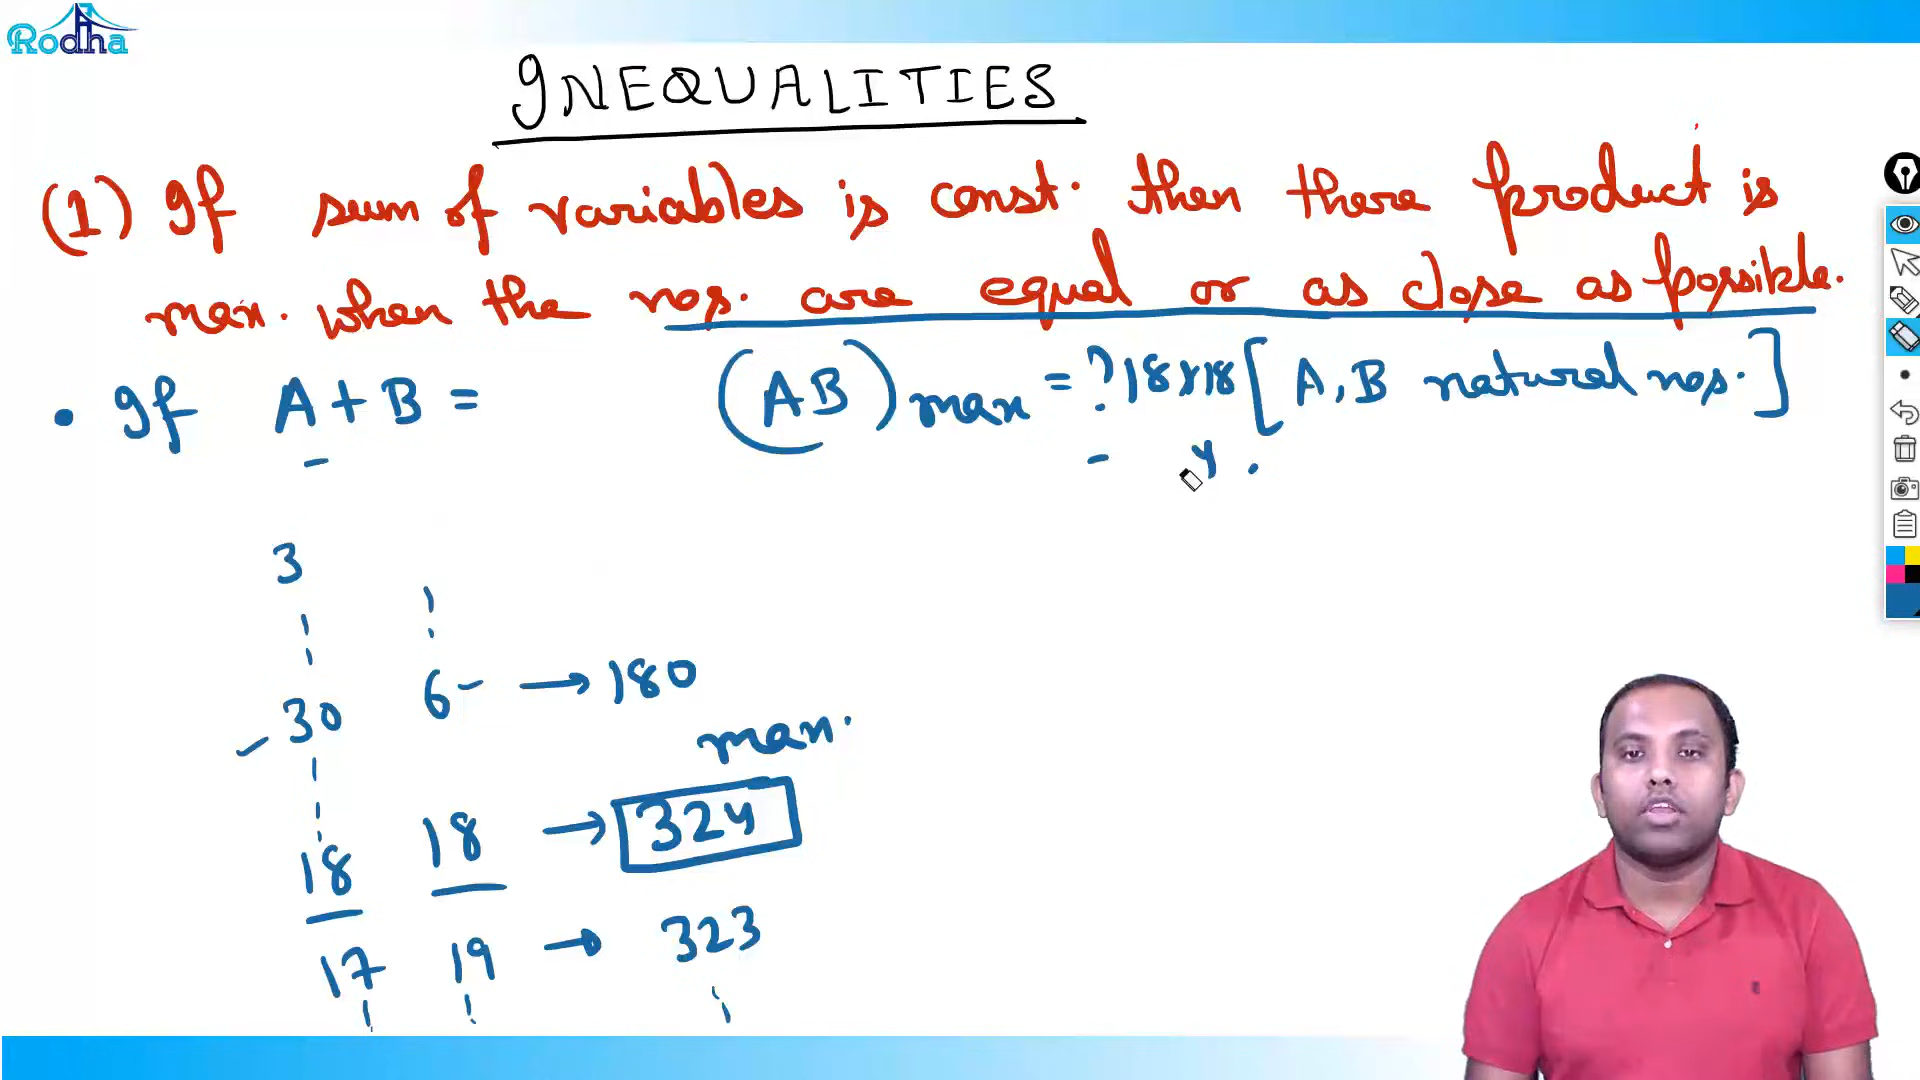 Rodha
INEQUALITIES
(1) If sum of variables is const. then there product is
max. when the nos. are equal or as close as possible.
• If A + B = (AB)max = ? 18x18 [A, B natural nos.]
3
30 6 → 180
max.
18 18 → 324
17 19 → 323